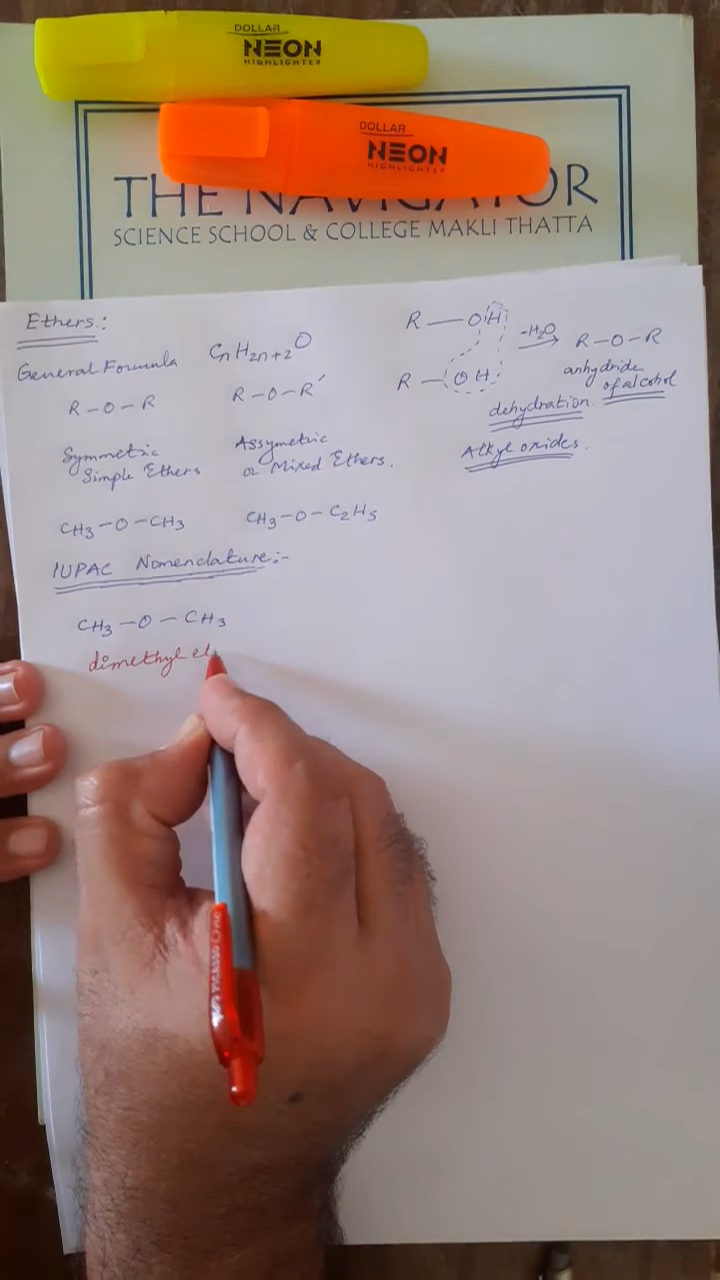 DOLLAR
NEON
HIGHLIGHTER
DOLLAR
NEON
HIGHLIGHTER
THE NAVIGATOR
SCIENCE SCHOOL & COLLEGE MAKLI THATTA
Ethers:
General Formula CnH2n+2O
R-O-R R-O-R′
Symmetric
Simple Ethers
Assymetric
or Mixed Ethers.
CH3-O-CH3 CH3-O-C2H5
R — OH
R — OH
-H2O
R-O-R
anhydride
of alcohol
dehydration
Alkyl oxides.
IUPAC Nomenclature:-
CH3-O-CH3
dimethyl et
PICASSO